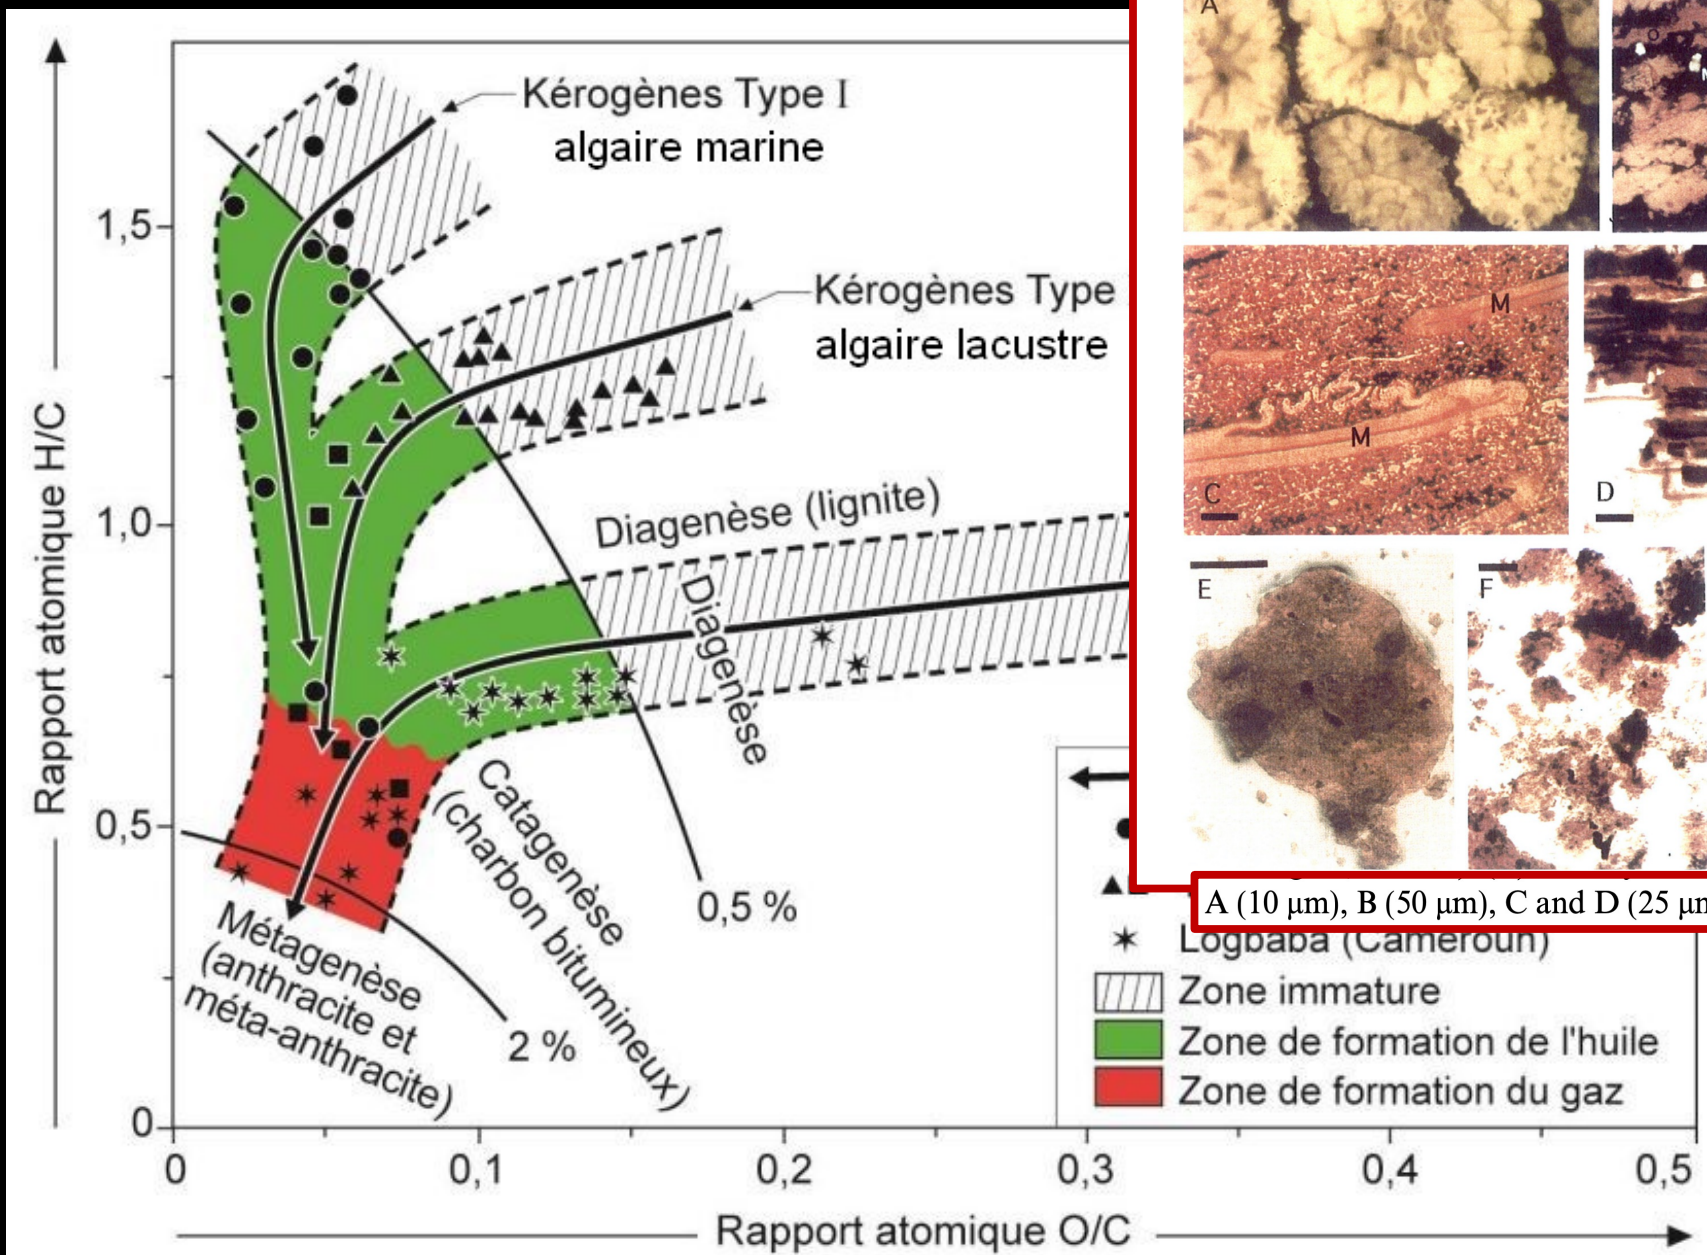 Kérogènes Type I
algaire marine
Kérogènes Type
algaire lacustre
Diagenèse (lignite)
Diagenèse
Catagenèse
(charbon bitumineux)
Métagenèse
(anthracite et
méta-anthracite)
0,5 %
2 %
Rapport atomique H/C
1,5
1,0
0,5
0
0
0,1
0,2
0,3
0,4
0,5
Rapport atomique O/C
A
M
M
C
D
E
F
A (10 μm), B (50 μm), C and D (25 μm
Logbaba (Cameroun)
Zone immature
Zone de formation de l'huile
Zone de formation du gaz